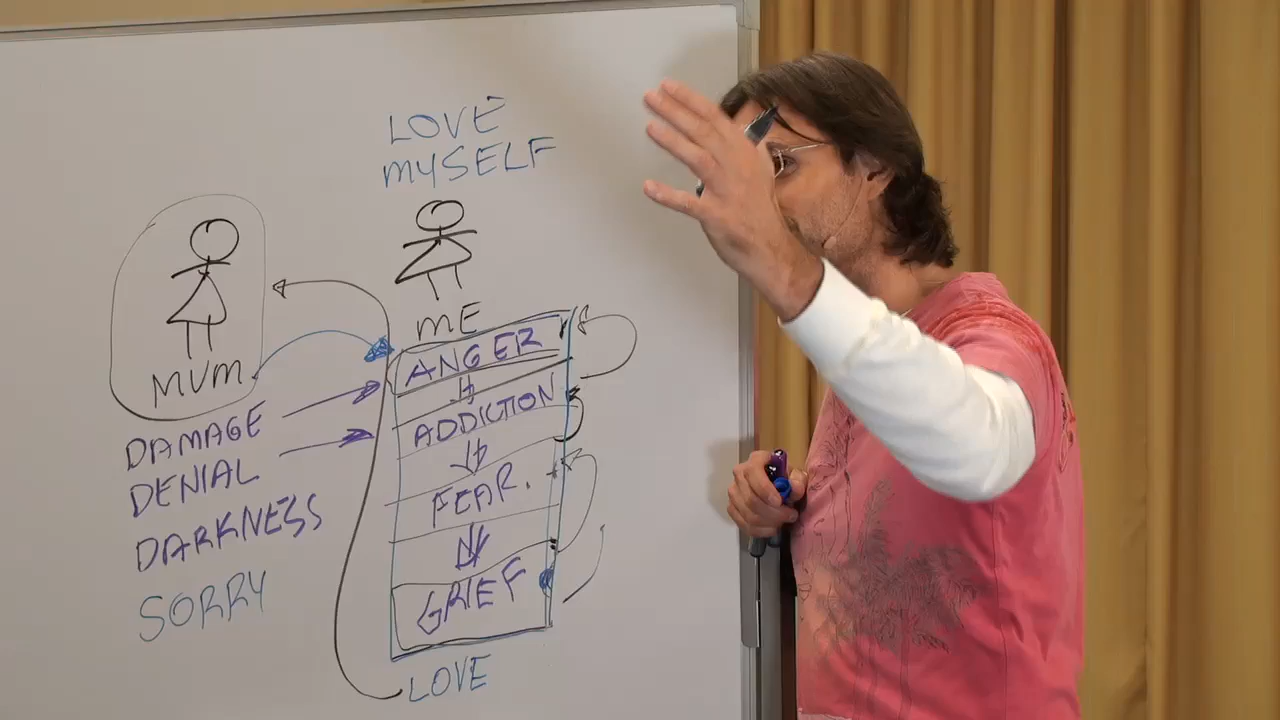 LOVE
MYSELF
MUM
ME
ANGER
ADDICTION
FEAR.
GRIEF
LOVE
DAMAGE
DENIAL
DARKNESS
SORRY